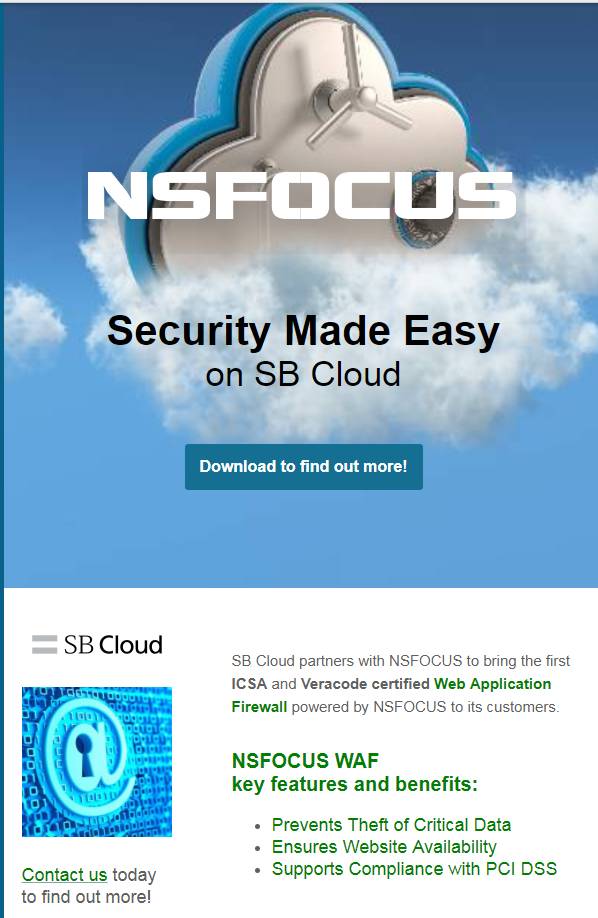 NSFOCUS
Security Made Easy
on SB Cloud
Download to find out more!
SB Cloud
SB Cloud partners with NSFOCUS to bring the first
ICSA and Veracode certified Web Application
Firewall powered by NSFOCUS to its customers.
NSFOCUS WAF
key features and benefits:
• Prevents Theft of Critical Data
• Ensures Website Availability
• Supports Compliance with PCI DSS
Contact us today
to find out more!